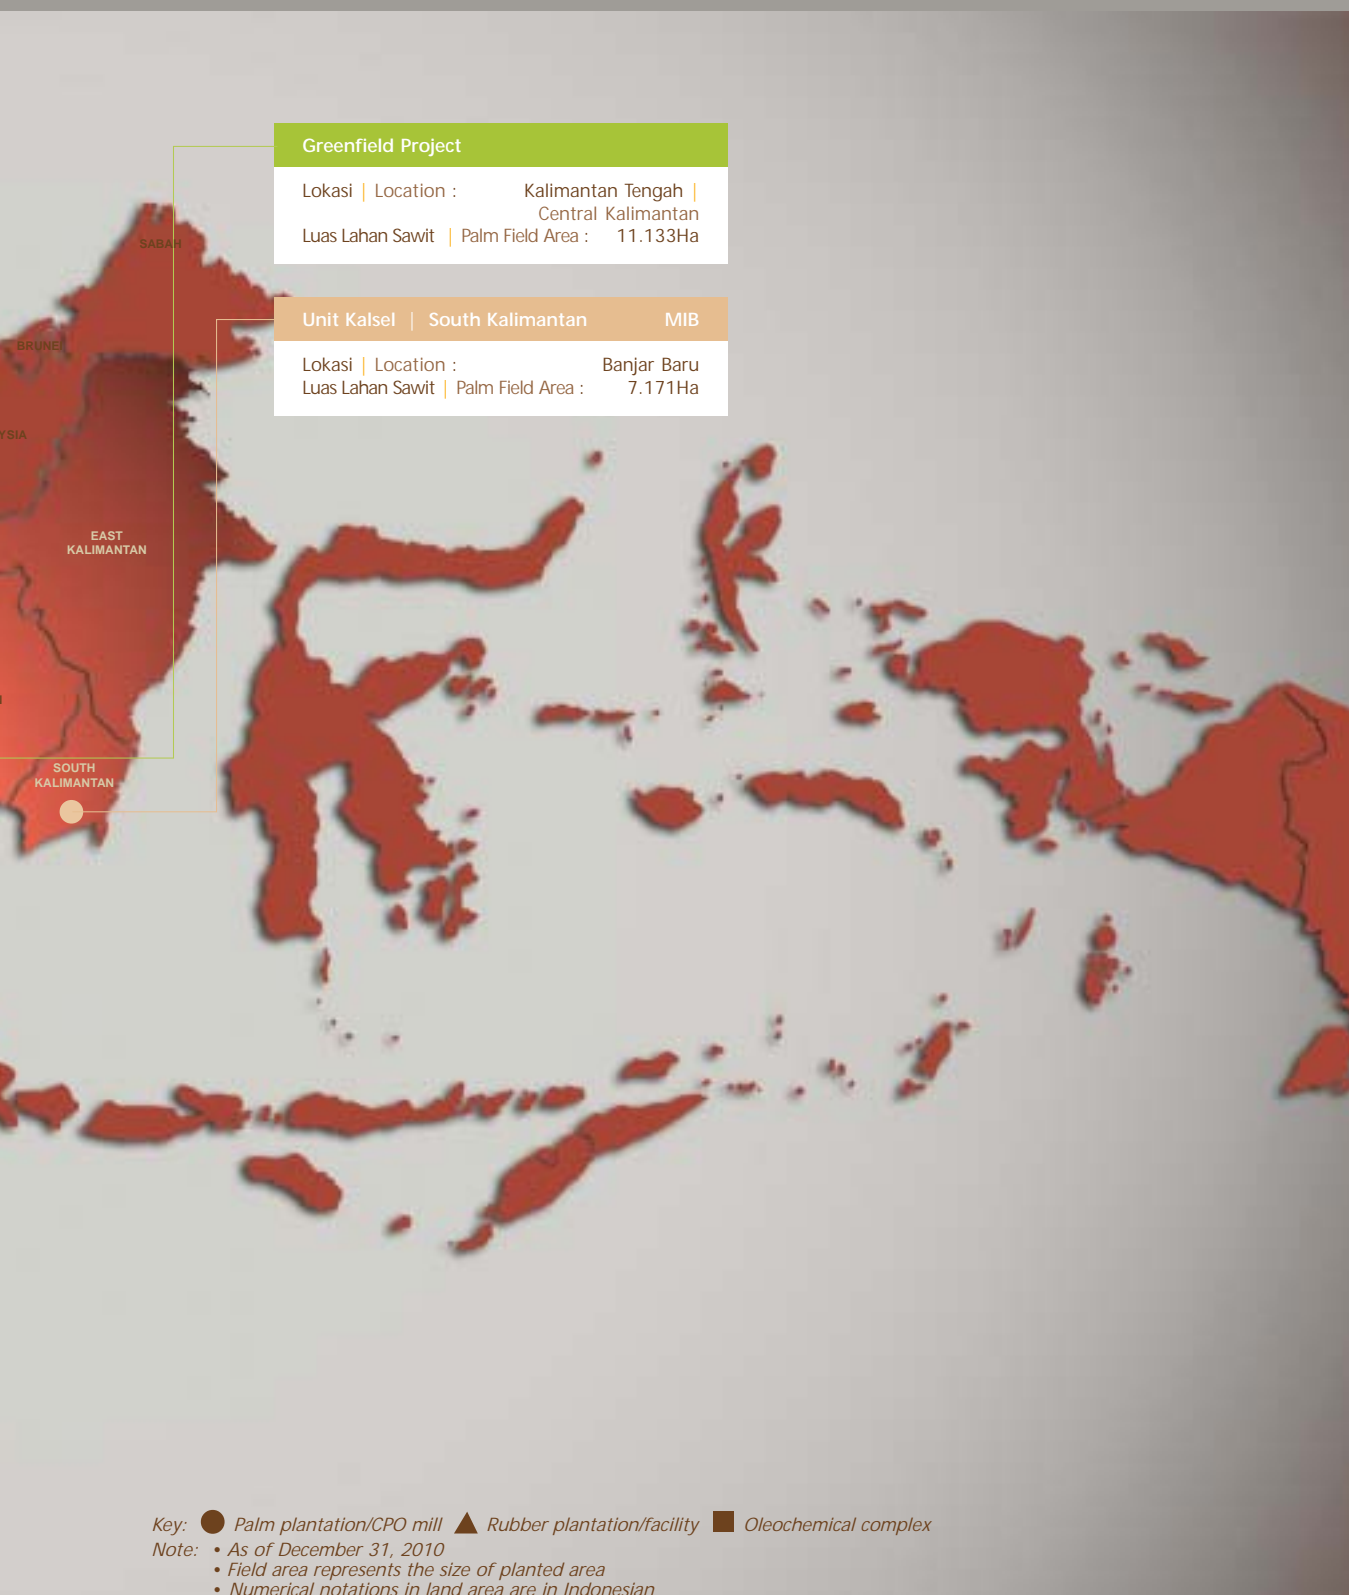 Greenfield Project
Lokasi | Location : Kalimantan Tengah |
Central Kalimantan
Luas Lahan Sawit | Palm Field Area : 11.133Ha
SABAH
Unit Kalsel | South Kalimantan MIB
BRUNEI
Lokasi | Location : Banjar Baru
Luas Lahan Sawit | Palm Field Area : 7.171Ha
YSIA
EAST
KALIMANTAN
SOUTH
KALIMANTAN
Key: Palm plantation/CPO mill Rubber plantation/facility Oleochemical complex
Note: • As of December 31, 2010
• Field area represents the size of planted area
• Numerical notations in land area are in Indonesian